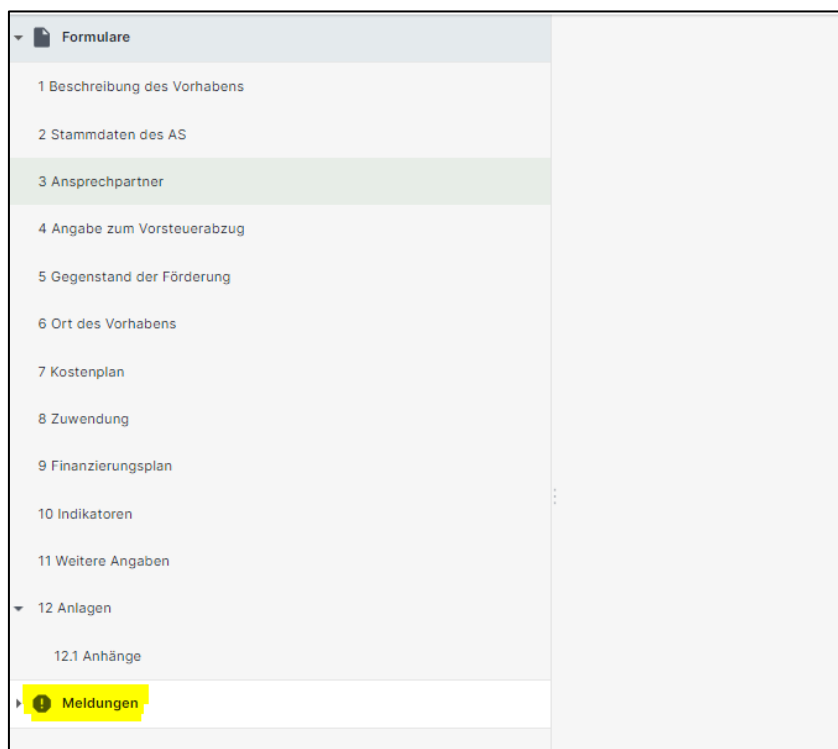 Formulare
1 Beschreibung des Vorhabens
2 Stammdaten des AS
3 Ansprechpartner
4 Angabe zum Vorsteuerabzug
5 Gegenstand der Förderung
6 Ort des Vorhabens
7 Kostenplan
8 Zuwendung
9 Finanzierungsplan
10 Indikatoren
11 Weitere Angaben
12 Anlagen
12.1 Anhänge
Meldungen